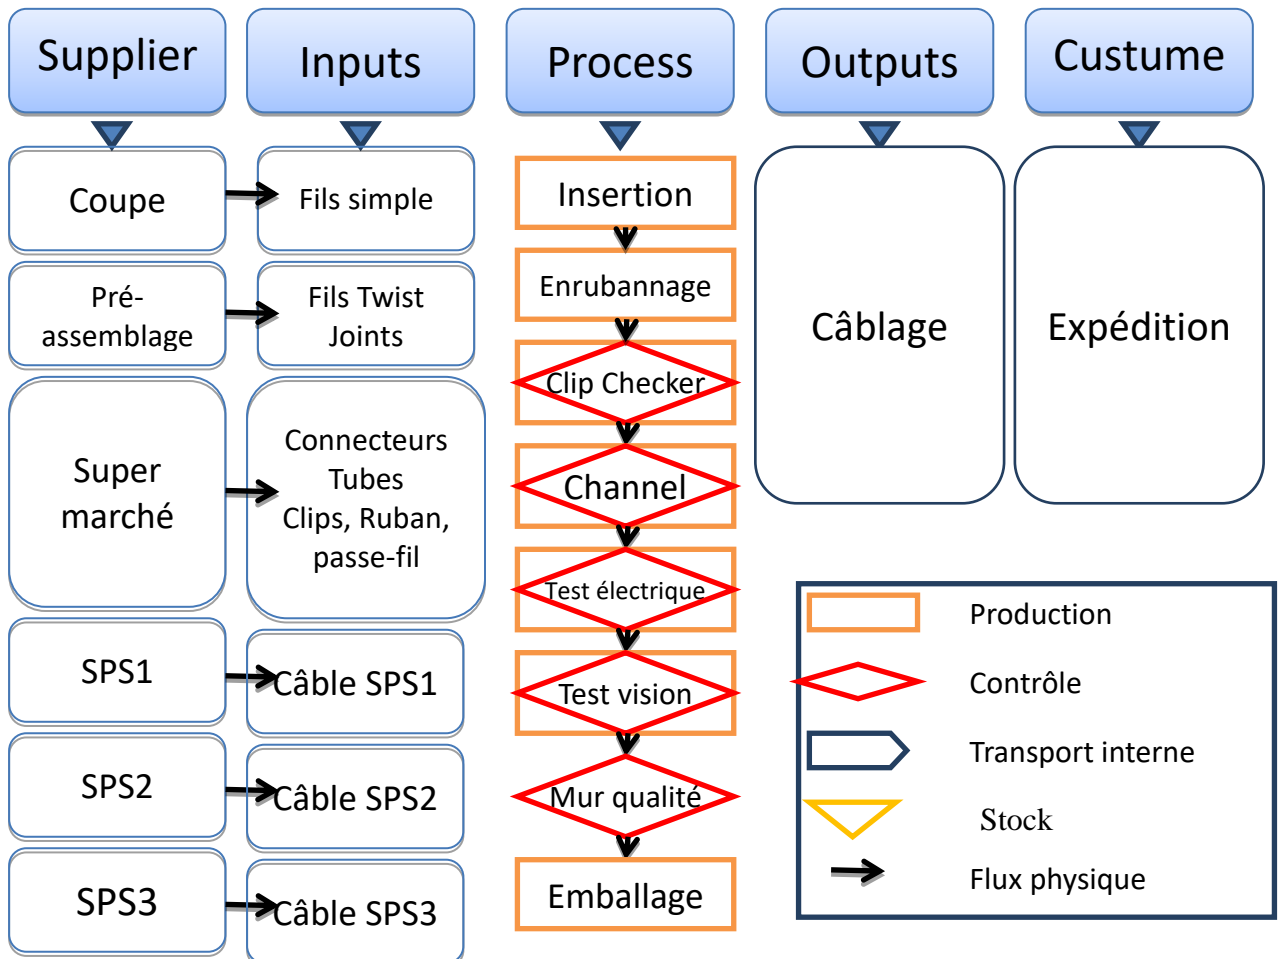 Supplier
Inputs
Process
Outputs
Custume
Coupe
Fils simple
Pré-
assemblage
Fils Twist
Joints
Super
marché
Connecteurs
Tubes
Clips, Ruban,
passe-fil
SPS1
Câble SPS1
SPS2
Câble SPS2
SPS3
Câble SPS3
Insertion
Enrubannage
Clip Checker
Channel
Test électrique
Test vision
Mur qualité
Emballage
Câblage
Expédition
Production
Contrôle
Transport interne
Stock
Flux physique